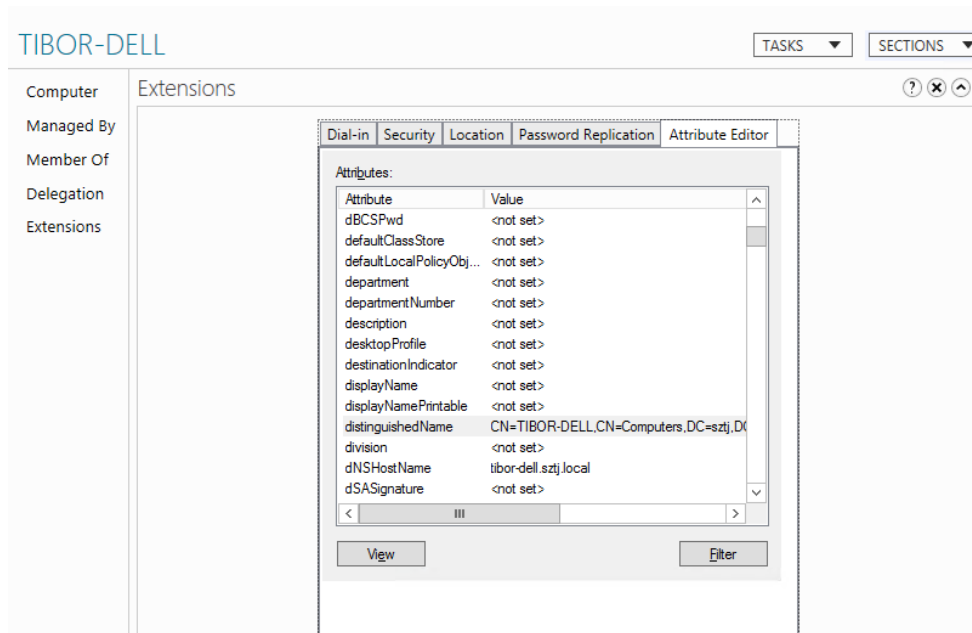 TIBOR-DELL
TASKS
SECTIONS
Computer
Managed By
Member Of
Delegation
Extensions
Extensions
Dial-in Security Location Password Replication Attribute Editor
Attributes:
Attribute Value
dBCSPwd <not set>
defaultClassStore <not set>
defaultLocalPolicyObj... <not set>
department <not set>
departmentNumber <not set>
description <not set>
desktopProfile <not set>
destinationIndicator <not set>
displayName <not set>
displayNamePrintable <not set>
distinguishedName CN=TIBOR-DELL,CN=Computers,DC=sztj,DC
division <not set>
dNSHostName tibor-dell.sztj.local
dSASignature <not set>
View Filter